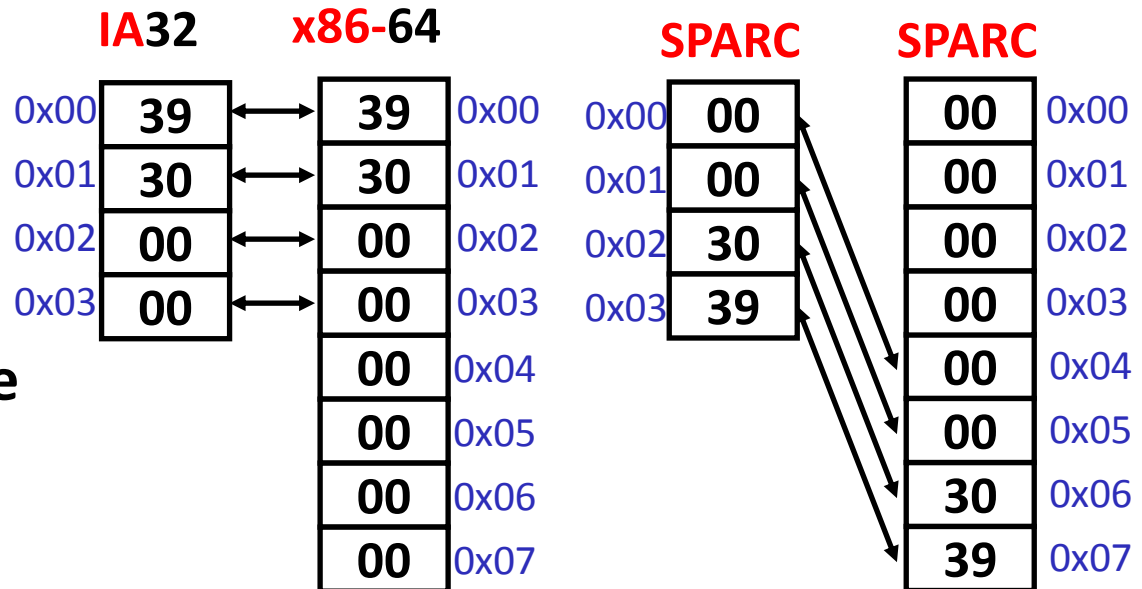 IA32 x86-64 SPARC SPARC
0x00 39 39 0x00 0x00 00 00 0x00
0x01 30 30 0x01 0x01 00 00 0x01
0x02 00 00 0x02 0x02 30 00 0x02
0x03 00 00 0x03 0x03 39 00 0x03
e 00 0x04 00 0x04
00 0x05 00 0x05
00 0x06 30 0x06
00 0x07 39 0x07